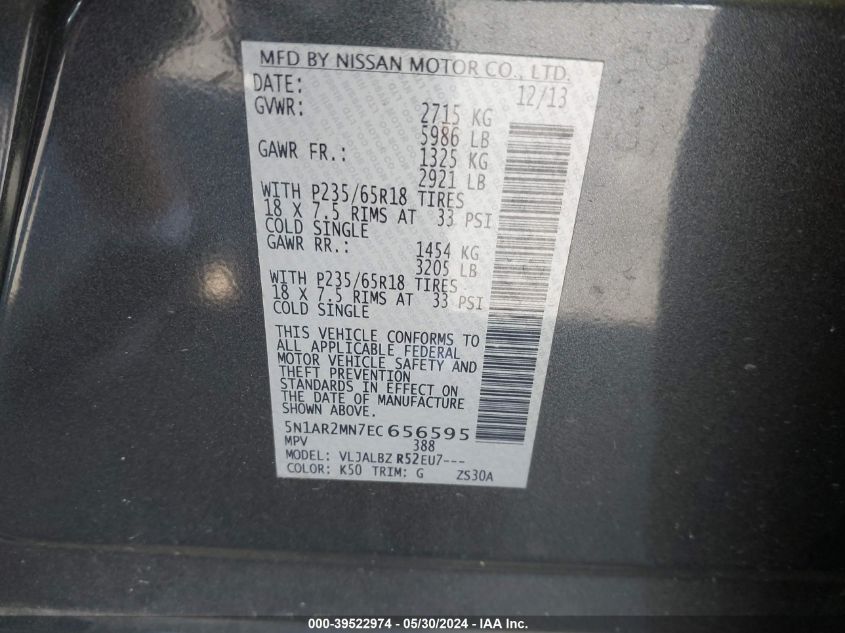 MFD BY NISSAN MOTOR CO., LTD.
DATE: 12/13
GVWR: 2715 KG
5986 LB
GAWR FR.: 1325 KG
2921 LB
WITH P235/65R18 TIRES
18 X 7.5 RIMS AT 33 PSI
COLD SINGLE
GAWR RR.: 1454 KG
3205 LB
WITH P235/65R18 TIRES
18 X 7.5 RIMS AT 33 PSI
COLD SINGLE
THIS VEHICLE CONFORMS TO
ALL APPLICABLE FEDERAL
MOTOR VEHICLE SAFETY AND
THEFT PREVENTION
STANDARDS IN EFFECT ON
THE DATE OF MANUFACTURE
SHOWN ABOVE.
5N1AR2MN7EC656595
MPV 388
MODEL: VLJALBZ R52EU7---
COLOR: K50 TRIM: G ZS30A
000-39522974 - 05/30/2024 - IAA Inc.